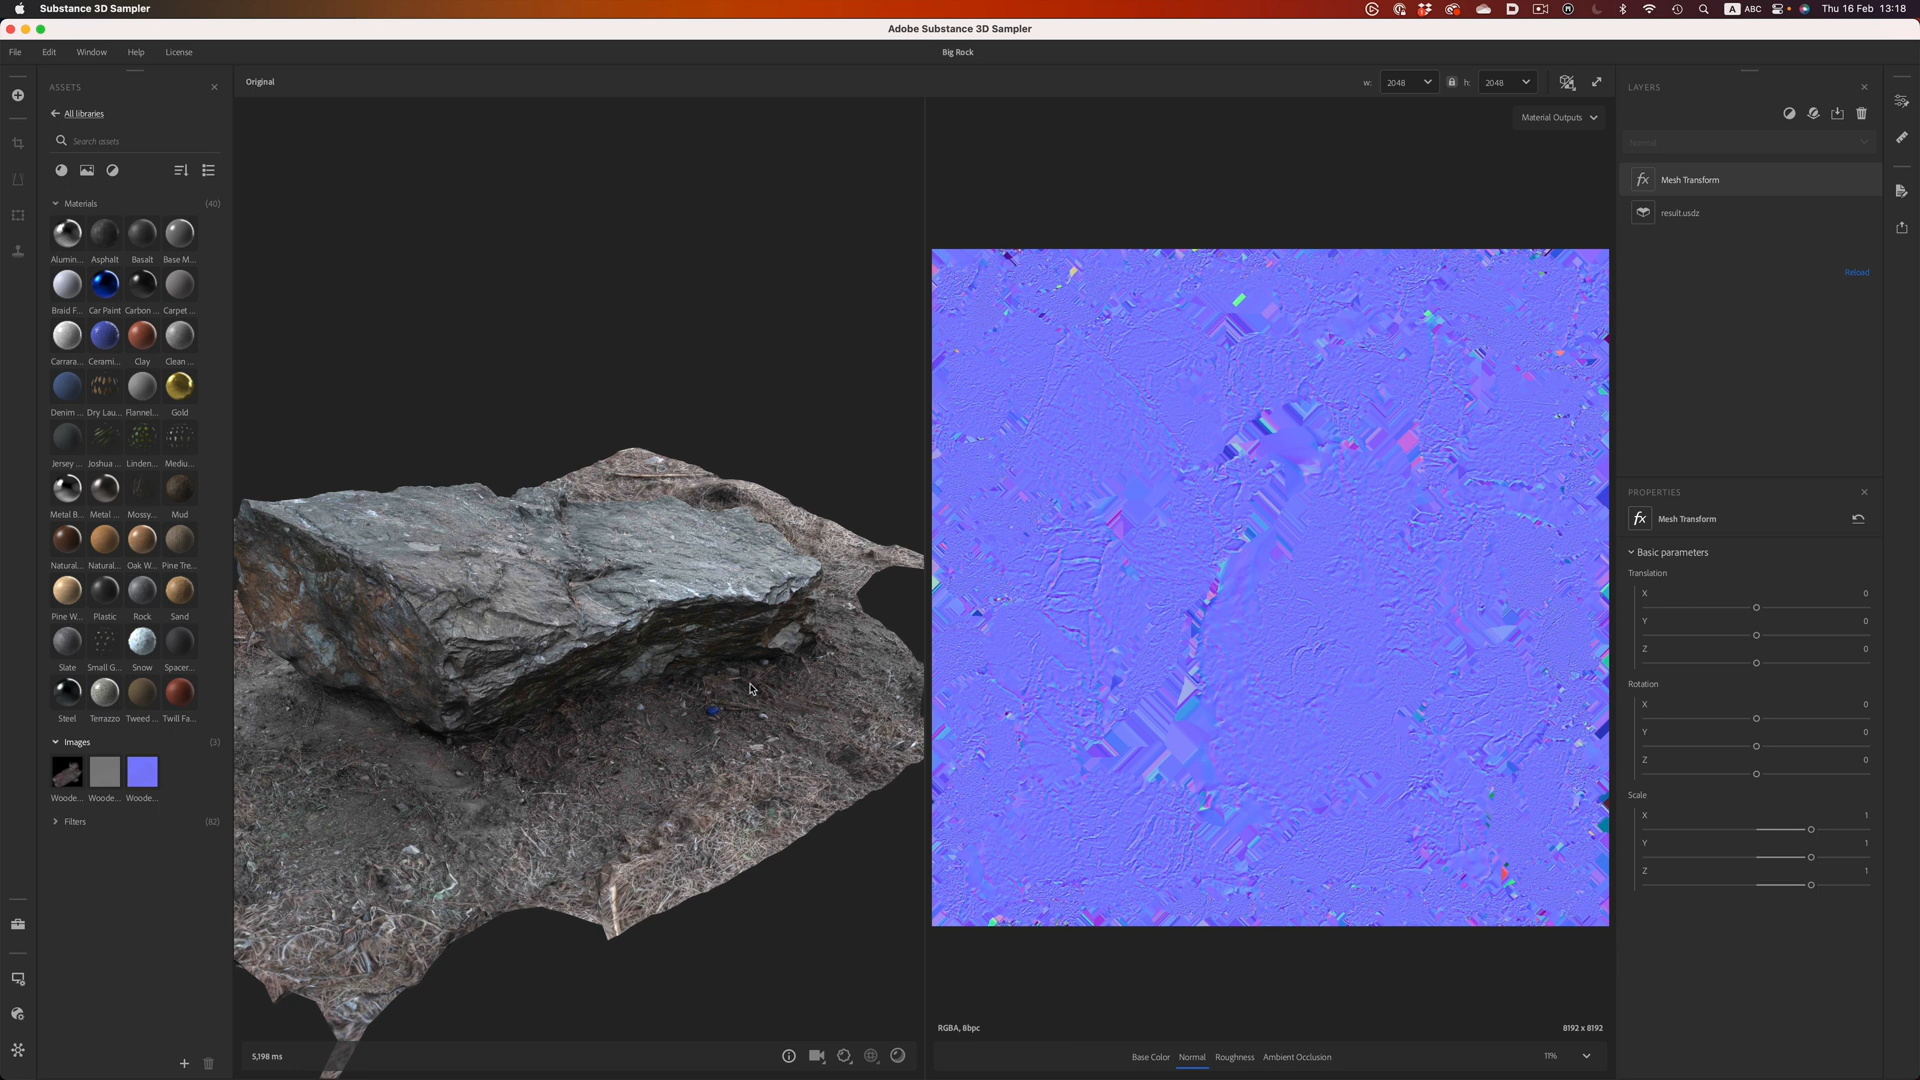 Substance 3D Sampler
ABC
Thu 16 Feb 13:18
Adobe Substance 3D Sampler
File Edit Window Help License
Big Rock
ASSETS
All libraries
Search assets
Materials (40)
Alumin... Asphalt Basalt Base M...
Braid F... Car Paint Carbon ... Carpet ...
Carrara... Cerami... Clay Clean ...
Denim ... Dry Lau... Flannel... Gold
Jersey ... Joshua ... Linden... Mediu...
Metal B... Metal ... Mossy... Mud
Natural... Natural... Oak W... Pine Tre...
Pine W... Plastic Rock Sand
Slate Small G... Snow Spacer...
Steel Terrazzo Tweed ... Twill Fa...
Images (3)
Woode... Woode... Woode...
Filters (82)
Original
w: 2048 h: 2048
Material Outputs
5,198 ms
RGBA, 8bpc
8192 x 8192
Base Color Normal Roughness Ambient Occlusion
11%
LAYERS
Normal
Mesh Transform
result.usdz
Reload
PROPERTIES
Mesh Transform
Basic parameters
Translation
X 0
Y 0
Z 0
Rotation
X 0
Y 0
Z 0
Scale
X 1
Y 1
Z 1